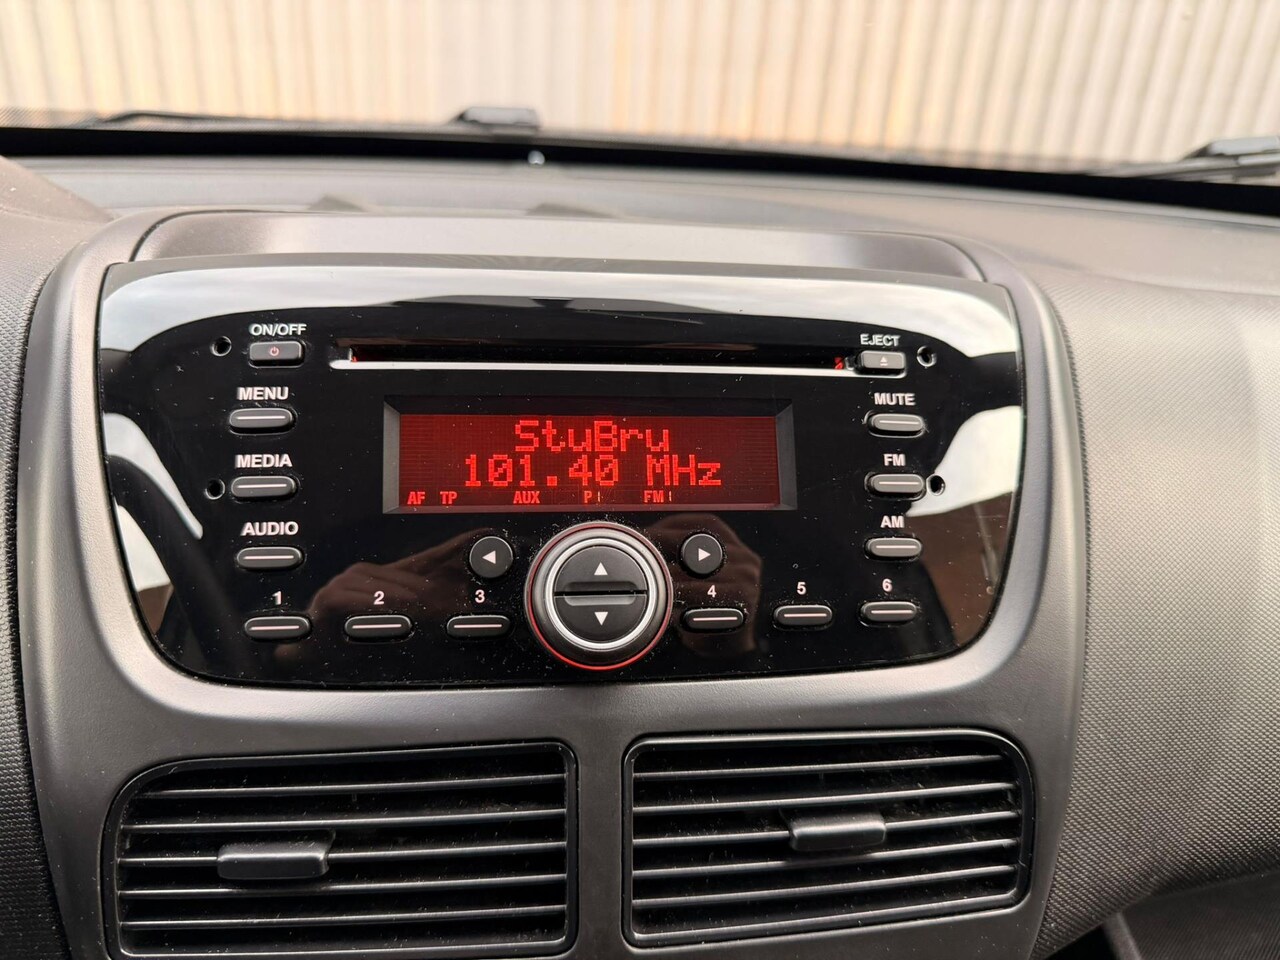 ON/OFF
EJECT
MENU
MUTE
StuBru
MEDIA
FM
101.40 MHz
AF TP AUX P FM
AUDIO
AM
1 2 3 4 5 6